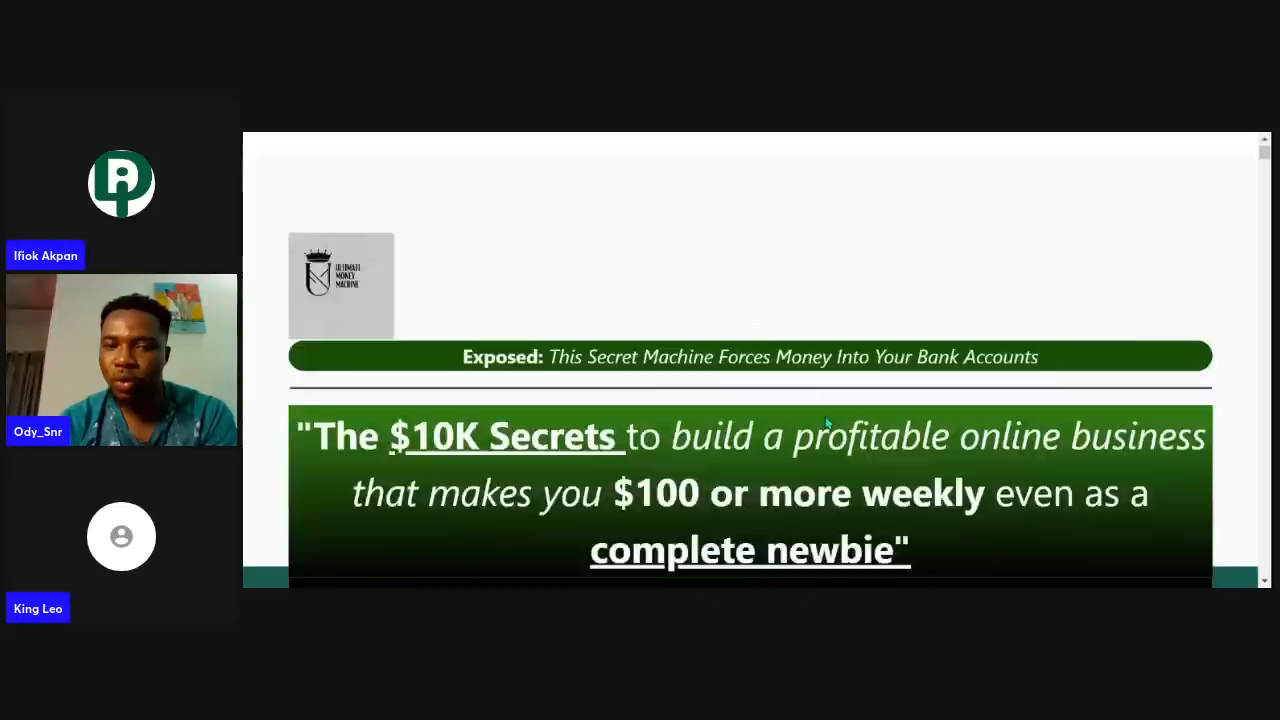 Ifiok Akpan
Ody_Snr
King Leo
ULTIMATE
MONEY
MACHINE
Exposed: This Secret Machine Forces Money Into Your Bank Accounts
"The $10K Secrets to build a profitable online business
that makes you $100 or more weekly even as a
complete newbie"